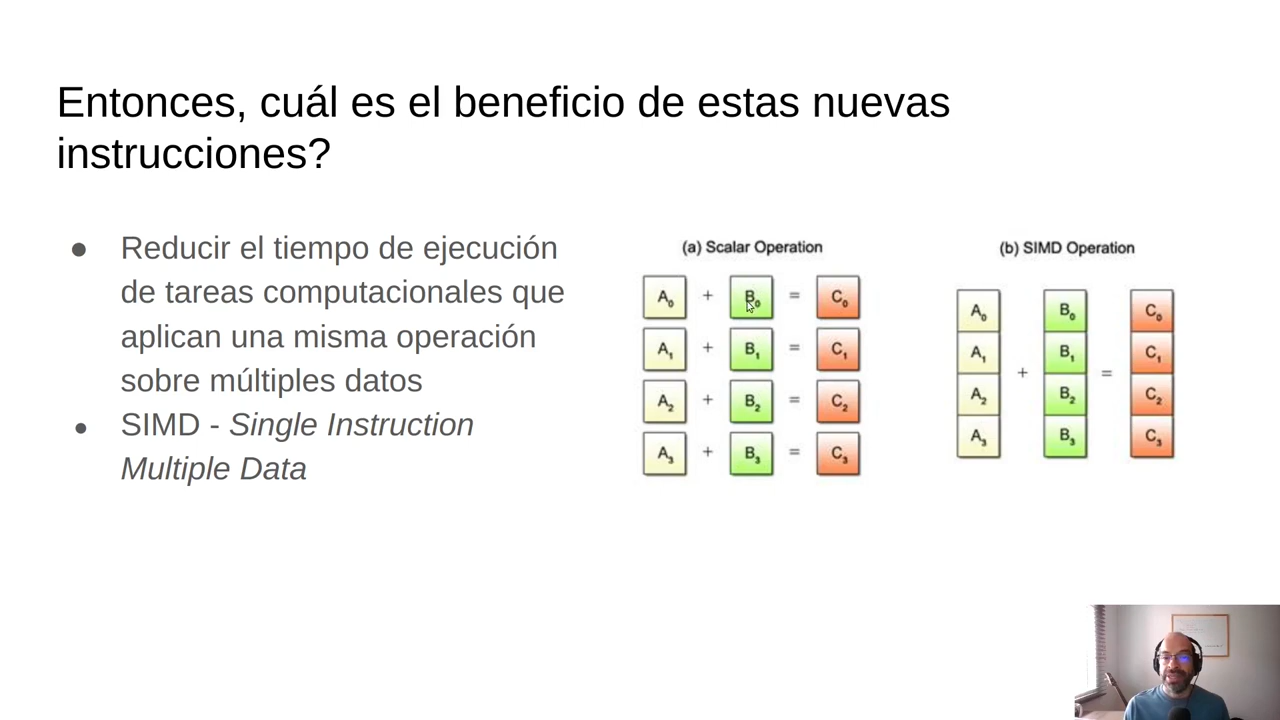 Entonces, cuál es el beneficio de estas nuevas
instrucciones?
● Reducir el tiempo de ejecución
de tareas computacionales que
aplican una misma operación
sobre múltiples datos
● SIMD - Single Instruction
Multiple Data
(a) Scalar Operation
A₀ + B₀ = C₀
A₁ + B₁ = C₁
A₂ + B₂ = C₂
A₃ + B₃ = C₃
(b) SIMD Operation
A₀ B₀ C₀
A₁ B₁ C₁
+ =
A₂ B₂ C₂
A₃ B₃ C₃